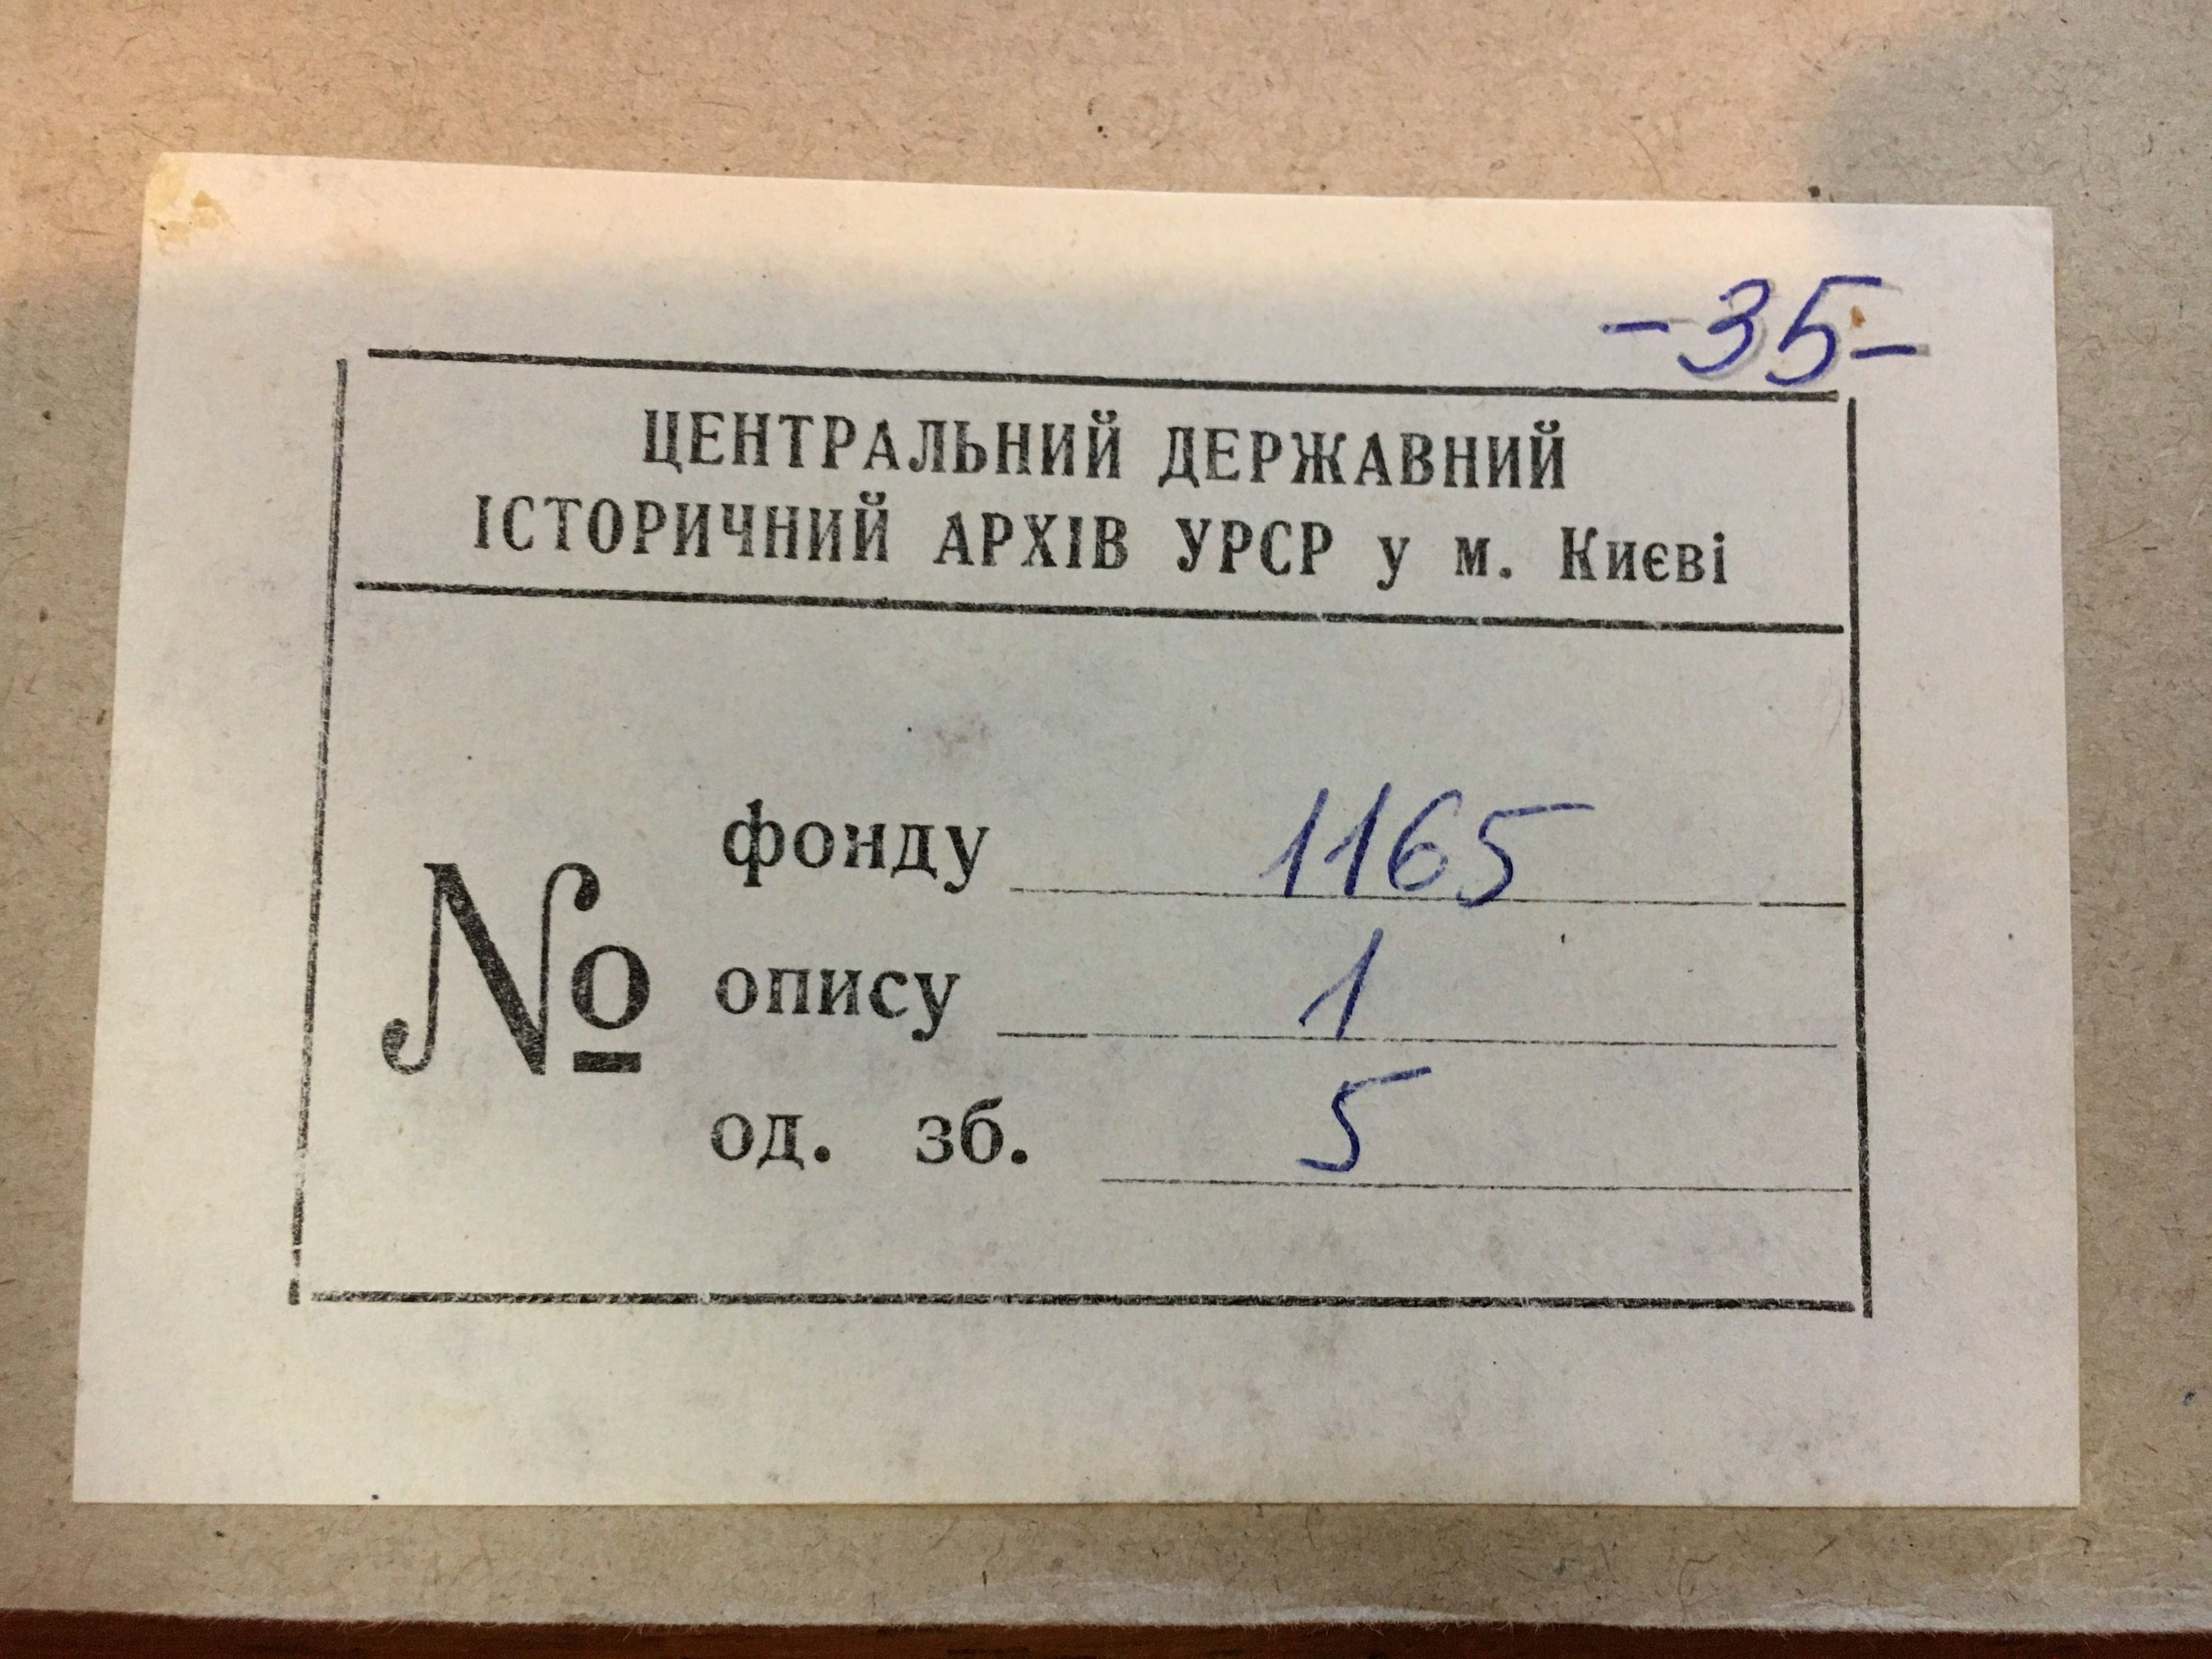 -35-
ЦЕНТРАЛЬНИЙ ДЕРЖАВНИЙ
ІСТОРИЧНИЙ АРХІВ УРСР у м. Києві
№
фонду 1165
опису 1
од. зб. 5